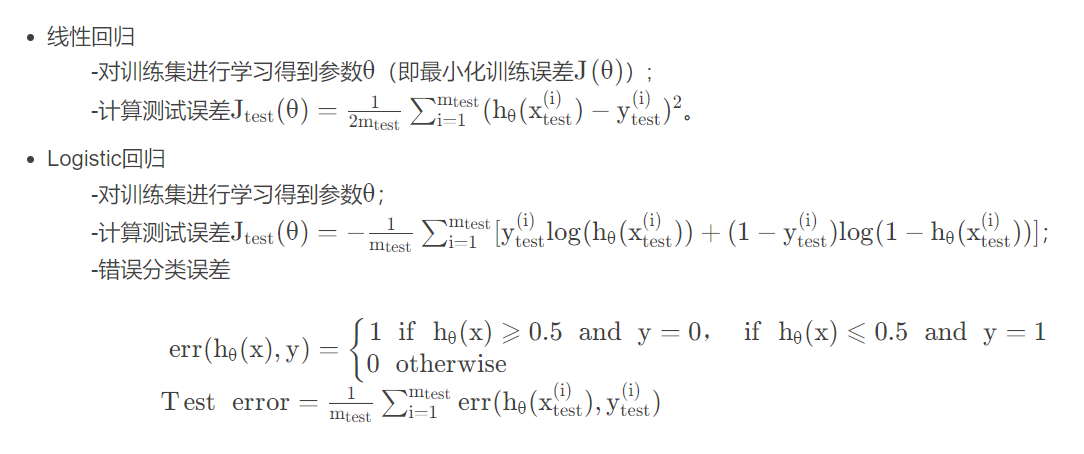 • 线性回归
-对训练集进行学习得到参数θ（即最小化训练误差J(θ)）;
-计算测试误差J_test(θ) = \frac{1}{2m_test} ∑_{i=1}^{m_test}(h_θ(x_test^{(i)}) − y_test^{(i)})^2。
• Logistic回归
-对训练集进行学习得到参数θ;
-计算测试误差J_test(θ) = −\frac{1}{m_test} ∑_{i=1}^{m_test}[y_test^{(i)}log(h_θ(x_test^{(i)})) + (1 − y_test^{(i)})log(1 − h_θ(x_test^{(i)}))];
-错误分类误差
err(h_θ(x), y) = { 1 if h_θ(x) ⩾ 0.5 and y = 0， if h_θ(x) ⩽ 0.5 and y = 1
0 otherwise
Test error = \frac{1}{m_test} ∑_{i=1}^{m_test} err(h_θ(x_test^{(i)}), y_test^{(i)})